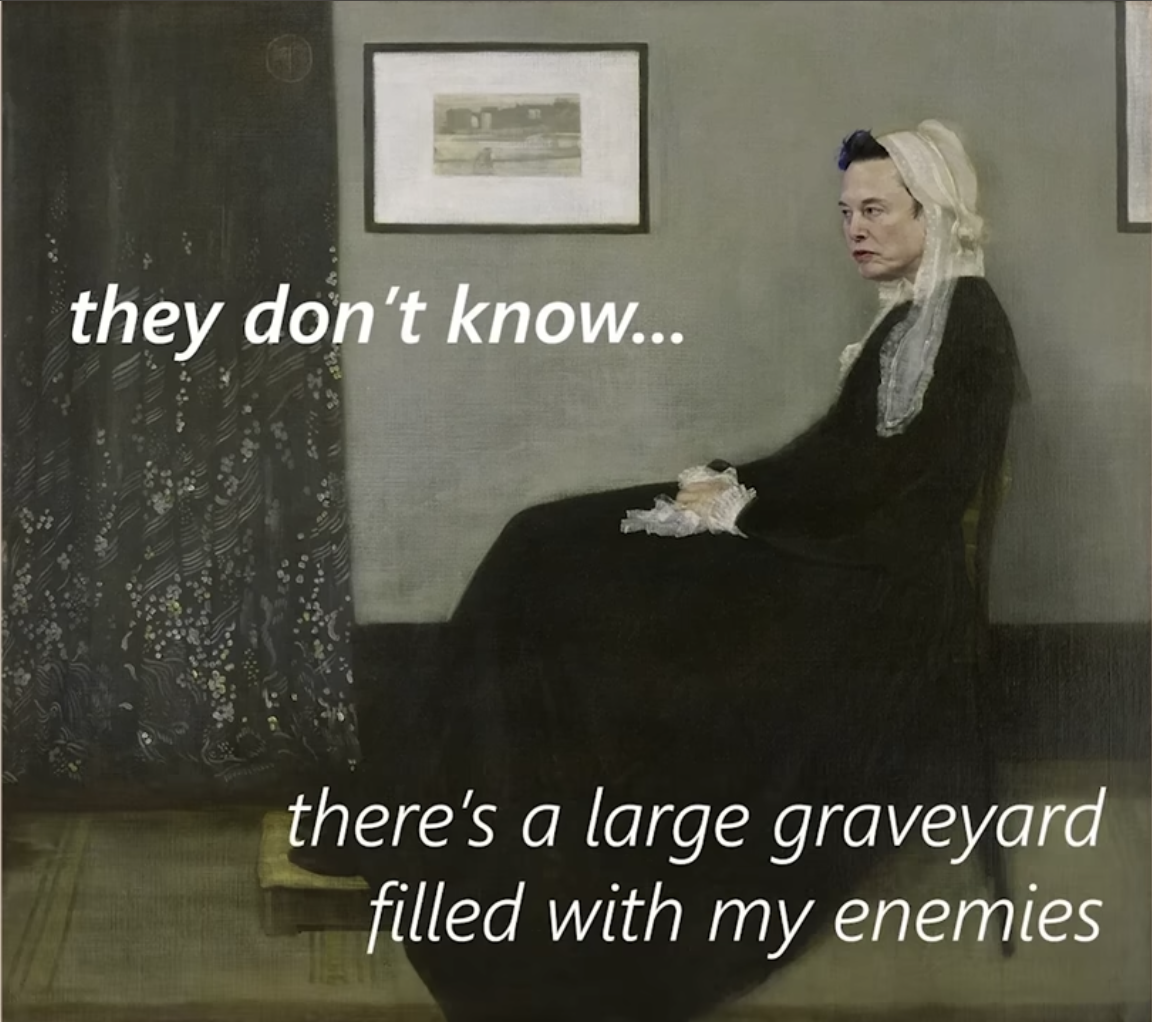 they don't know...
there's a large graveyard
filled with my enemies